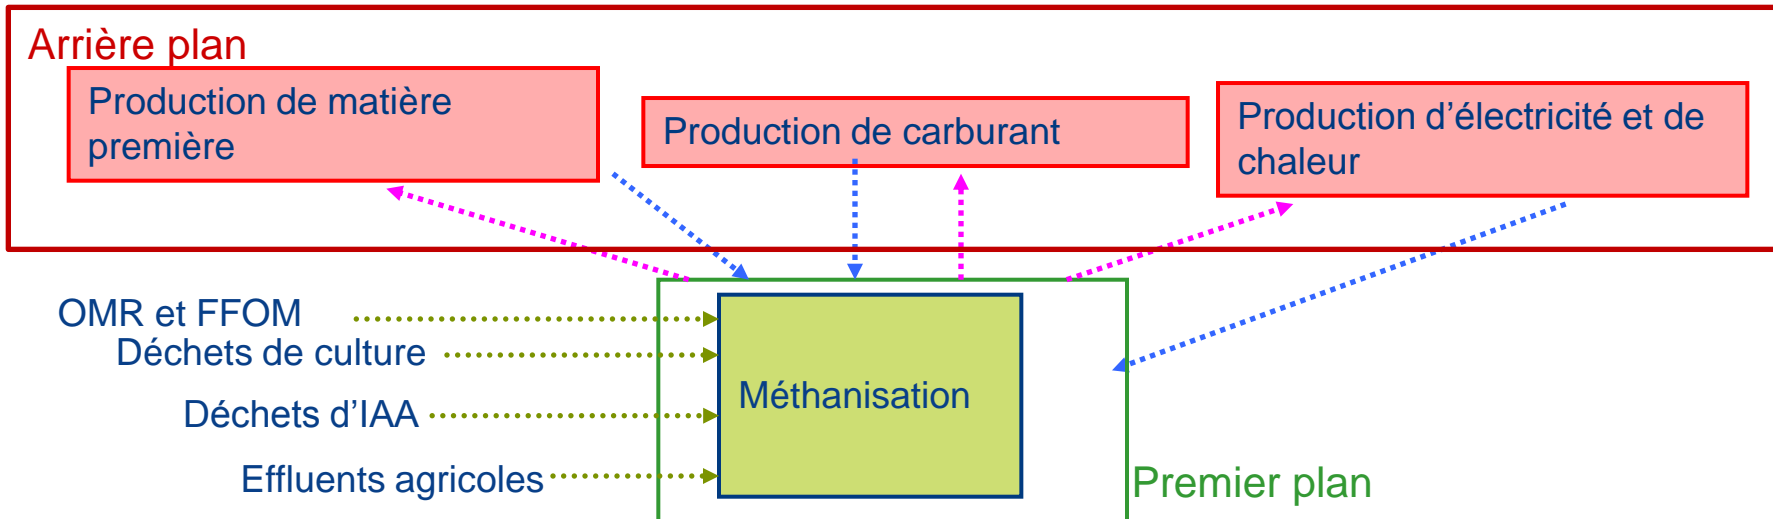 Arrière plan
Production de matière
première
Production de carburant
Production d’électricité et de
chaleur
OMR et FFOM
Déchets de culture
Déchets d’IAA
Effluents agricoles
Méthanisation
Premier plan